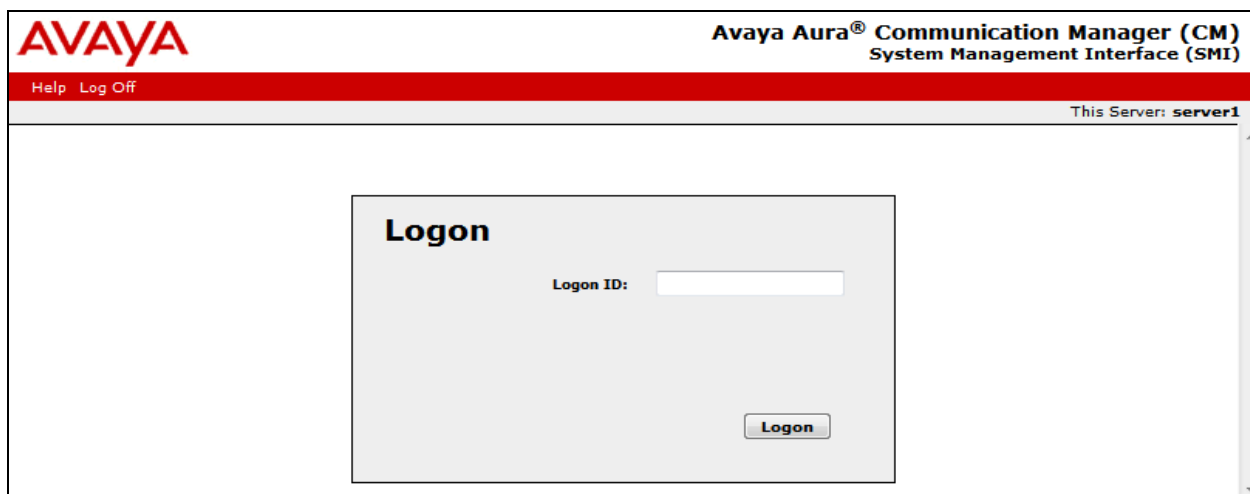 AVAYA
Avaya Aura® Communication Manager (CM)
System Management Interface (SMI)
Help Log Off
This Server: server1
Logon
Logon ID:
Logon